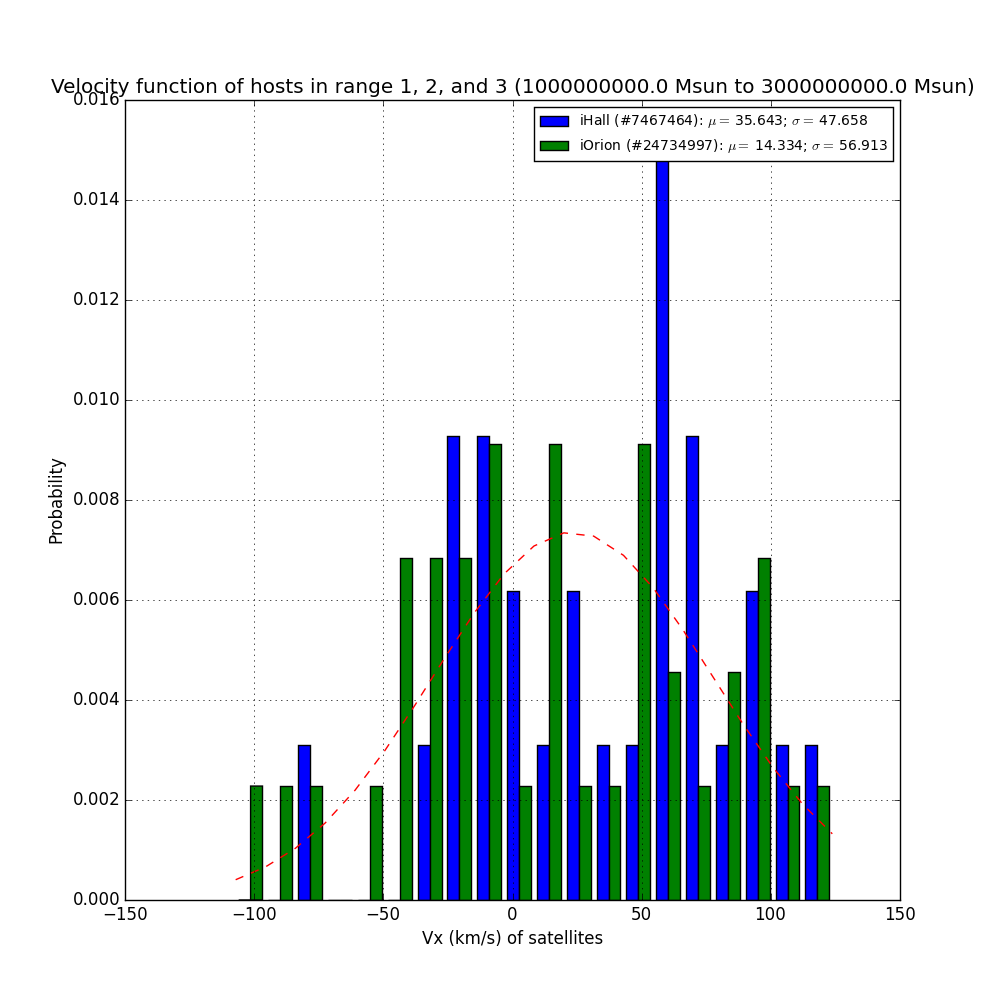 Velocity function of hosts in range 1, 2, and 3 (1000000000.0 Msun to 3000000000.0 Msun)
iHall (#7467464): μ = 35.643; σ = 47.658
iOrion (#24734997): μ = 14.334; σ = 56.913
0.016
0.014
0.012
0.010
0.008
0.006
0.004
0.002
0.000
Probability
−150 −100 −50 0 50 100 150
Vx (km/s) of satellites